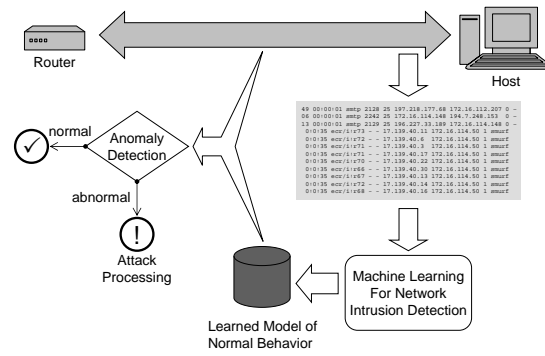 Router
Host
49 00:00:01 smtp 2128 25 197.218.177.68 172.16.112.207 0 -
06 00:00:01 smtp 2242 25 172.16.114.148 194.7.248.153 0 -
13 00:00:01 smtp 2129 25 196.227.33.189 172.16.114.148 0 -
0:0:35 ecr/i:r73 - - 17.139.40.11 172.16.114.50 1 smurf
0:0:35 ecr/i:r72 - - 17.139.40.6 172.16.114.50 1 smurf
0:0:35 ecr/i:r71 - - 17.139.40.3 172.16.114.50 1 smurf
0:0:35 ecr/i:r71 - - 17.139.40.17 172.16.114.50 1 smurf
0:0:35 ecr/i:r70 - - 17.139.40.22 172.16.114.50 1 smurf
0:0:35 ecr/i:r66 - - 17.139.40.30 172.16.114.50 1 smurf
0:0:35 ecr/i:r67 - - 17.139.40.13 172.16.114.50 1 smurf
0:0:35 ecr/i:r72 - - 17.139.40.14 172.16.114.50 1 smurf
0:0:35 ecr/i:r68 - - 17.139.40.16 172.16.114.50 1 smurf
normal
Anomaly
Detection
abnormal
!
Attack
Processing
Machine Learning
For Network
Intrusion Detection
Learned Model of
Normal Behavior